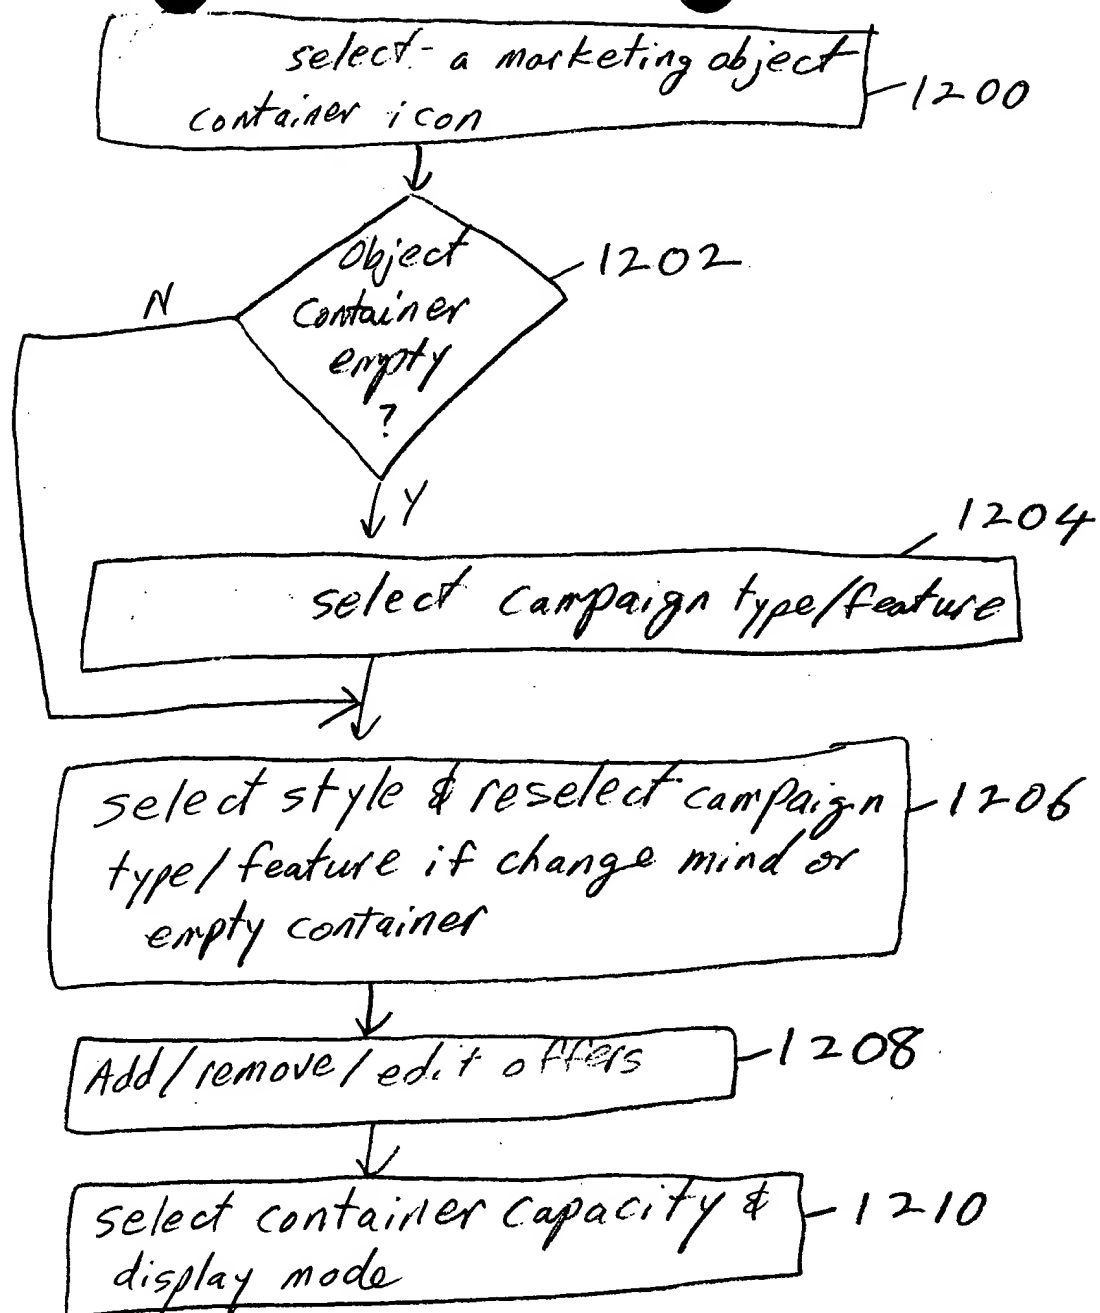 select a marketing object
container icon
1200
Object
Container
empty
?
1202
N
Y
1204
select campaign type/feature
select style & reselect campaign
type/feature if change mind or
empty container
1206
Add/remove/edit offers
1208
select container capacity &
display mode
1210